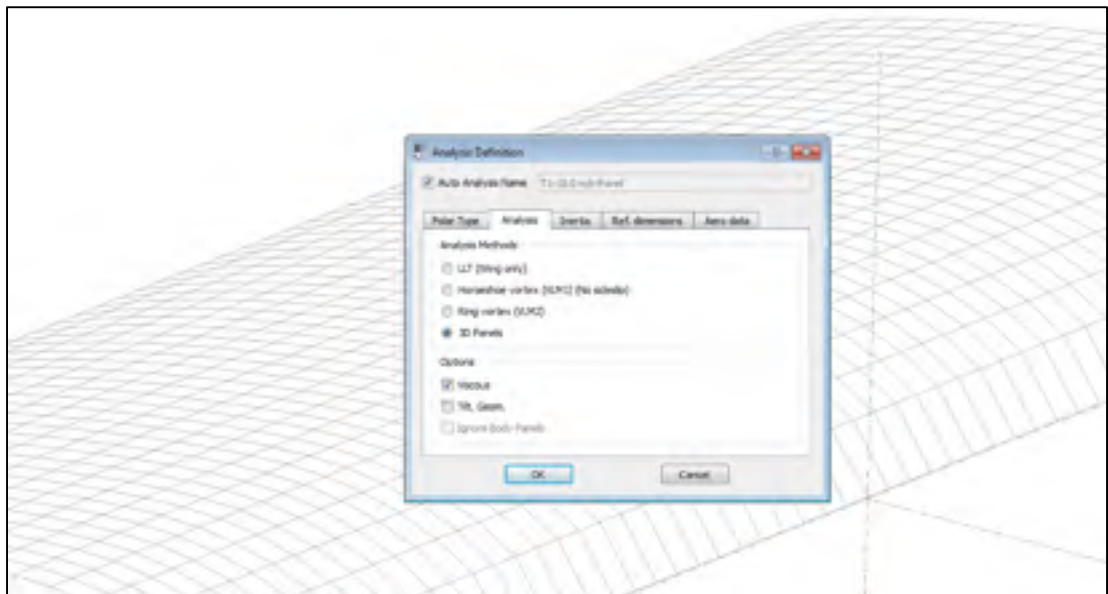 Analysis Definition
Auto Analysis Name
Polar Type Analysis Inertia Ref. dimensions Aero data
Analysis Methods
LLT (Wing only)
Horseshoe vortex (VLM1) (No sideslip)
Ring vortex (VLM2)
3D Panels
Options
Viscous
Tilt. Geom.
Ignore Body Panels
OK Cancel